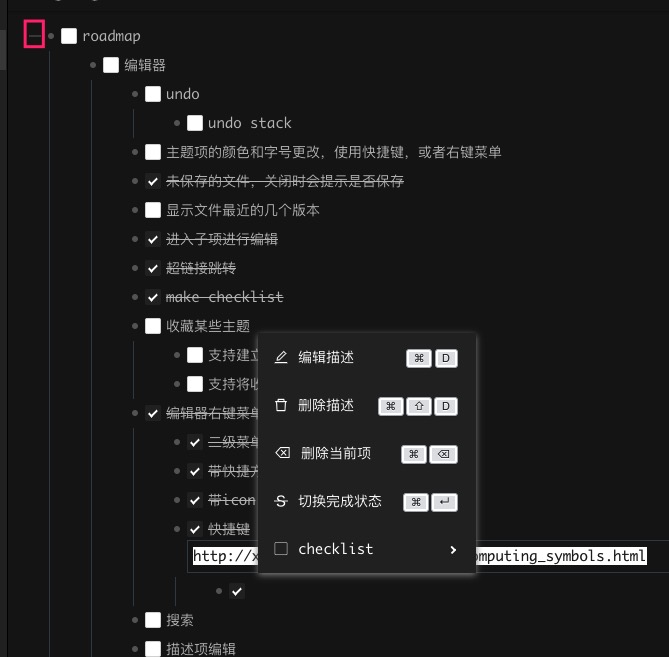 roadmap
编辑器
undo
undo stack
主题项的颜色和字号更改，使用快捷键，或者右键菜单
未保存的文件，关闭时会提示是否保存
显示文件最近的几个版本
进入子项进行编辑
超链接跳转
make checklist
收藏某些主题
支持建立
支持将收
编辑器右键菜单
二级菜单
带快捷方
带icon
快捷键
http://x
omputing_symbols.html
搜索
描述项编辑
编辑描述 ⌘ D
删除描述 ⌘ ⇧ D
删除当前项 ⌘ ⌫
切换完成状态 ⌘ ↵
checklist